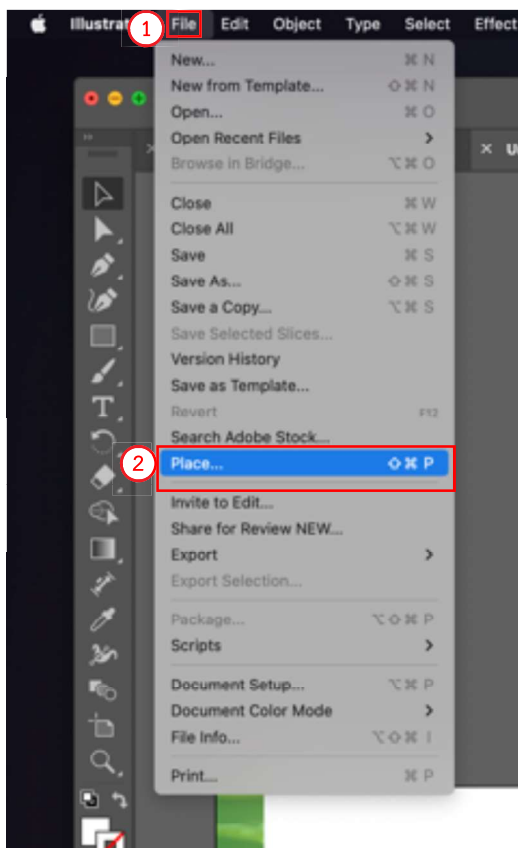 Illustrat 1 File Edit Object Type Select Effect
New... ⌘ N
New from Template... ⇧ ⌘ N
Open... ⌘ O
Open Recent Files >
Browse in Bridge... ⌥ ⌘ O
× U
Close ⌘ W
Close All ⌥ ⌘ W
Save ⌘ S
Save As... ⇧ ⌘ S
Save a Copy... ⌥ ⌘ S
Save Selected Slices...
Version History
Save as Template...
Revert F12
Search Adobe Stock...
2 Place... ⇧ ⌘ P
Invite to Edit...
Share for Review NEW...
Export >
Export Selection...
Package... ⌥ ⇧ ⌘ P
Scripts >
Document Setup... ⌥ ⌘ P
Document Color Mode >
File Info... ⌥ ⇧ ⌘ I
Print... ⌘ P